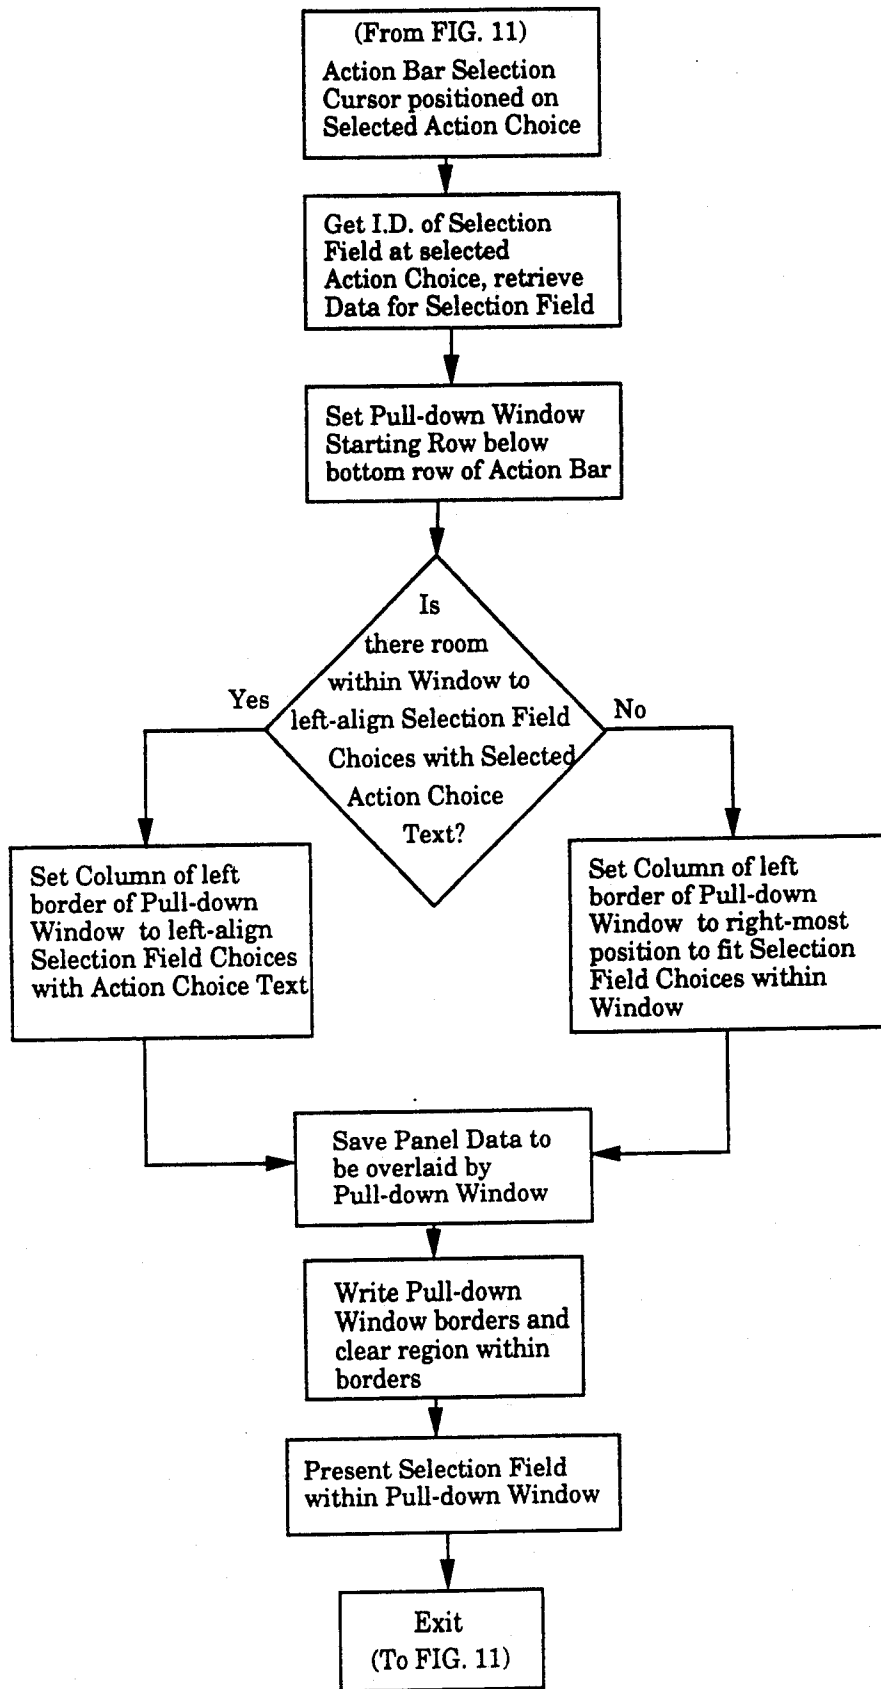 (From FIG. 11)
Action Bar Selection
Cursor positioned on
Selected Action Choice
Get I.D. of Selection
Field at selected
Action Choice, retrieve
Data for Selection Field
Set Pull-down Window
Starting Row below
bottom row of Action Bar
Is
there room
within Window to
left-align Selection Field
Choices with Selected
Action Choice
Text?
Yes
No
Set Column of left
border of Pull-down
Window to left-align
Selection Field Choices
with Action Choice Text
Set Column of left
border of Pull-down
Window to right-most
position to fit Selection
Field Choices within
Window
Save Panel Data to
be overlaid by
Pull-down Window
Write Pull-down
Window borders and
clear region within
borders
Present Selection Field
within Pull-down Window
Exit
(To FIG. 11)